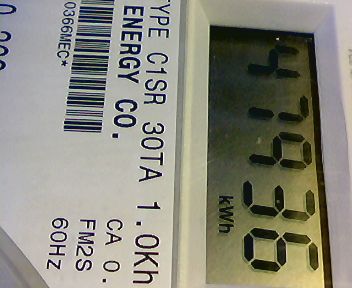 47936
kWh
TYPE C1SR 30TA 1.0Kh
ENERGY CO.
CA 0.
FM2S
60HZ
0366MEC*